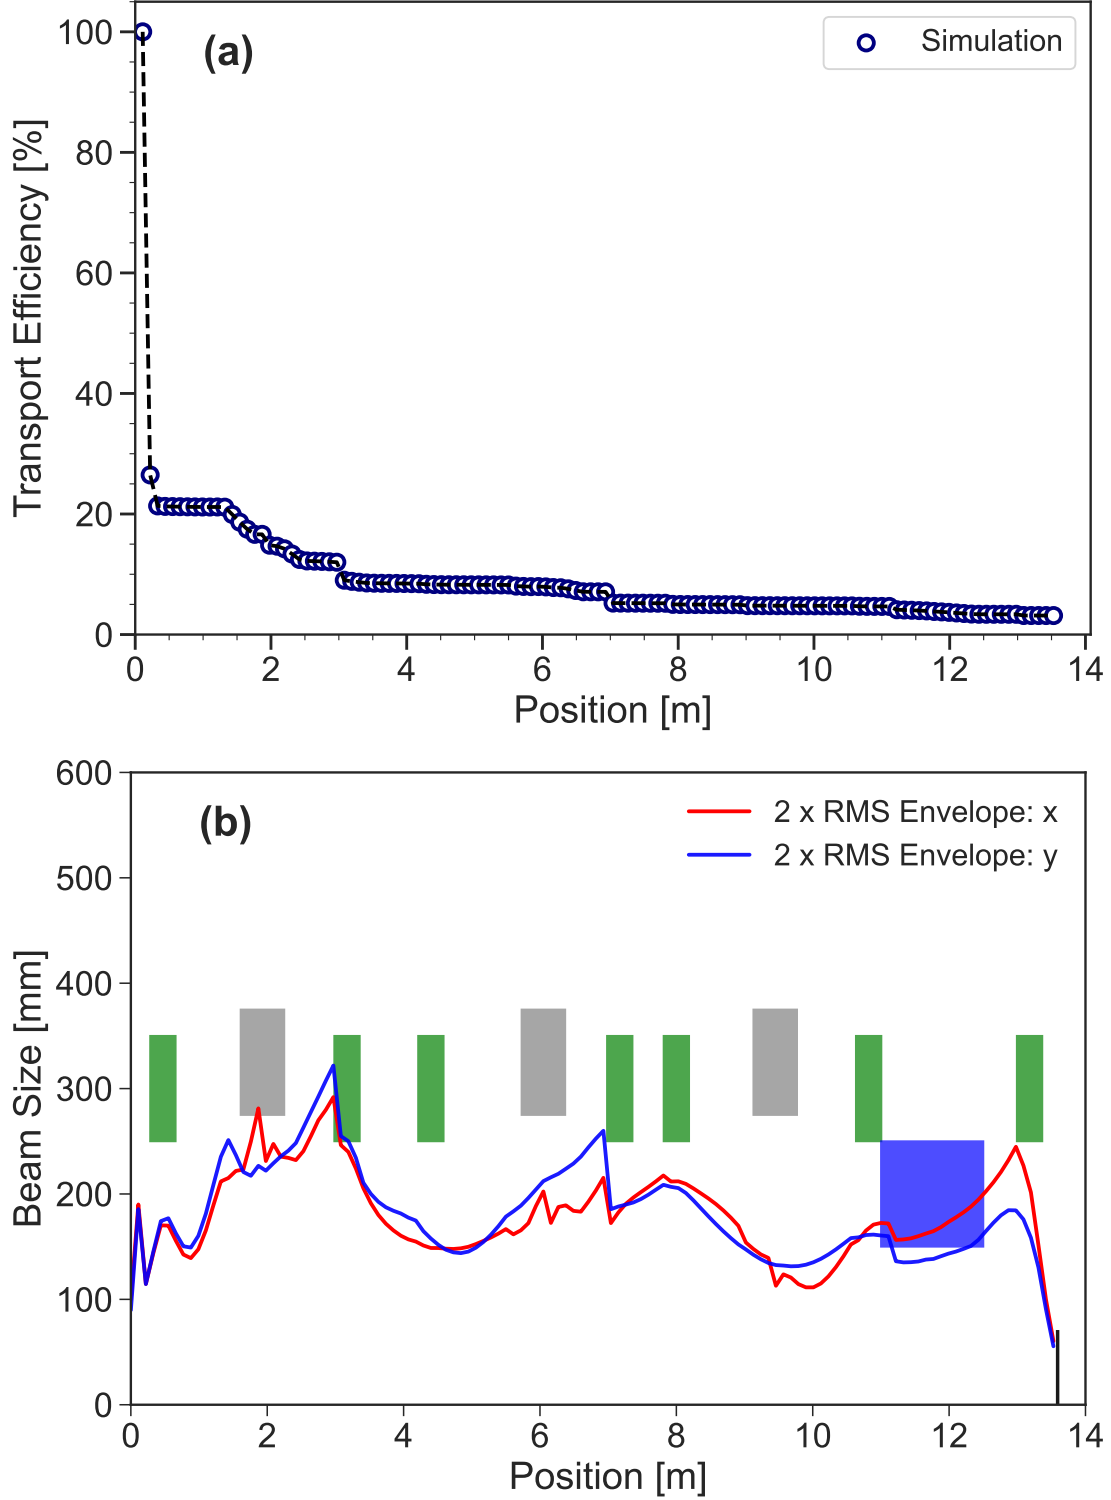 (a)
Simulation
Transport Efficiency [%]
100
80
60
40
20
0
0 2 4 6 8 10 12 14
Position [m]
(b)
2 x RMS Envelope: x
2 x RMS Envelope: y
Beam Size [mm]
600
500
400
300
200
100
0
0 2 4 6 8 10 12 14
Position [m]